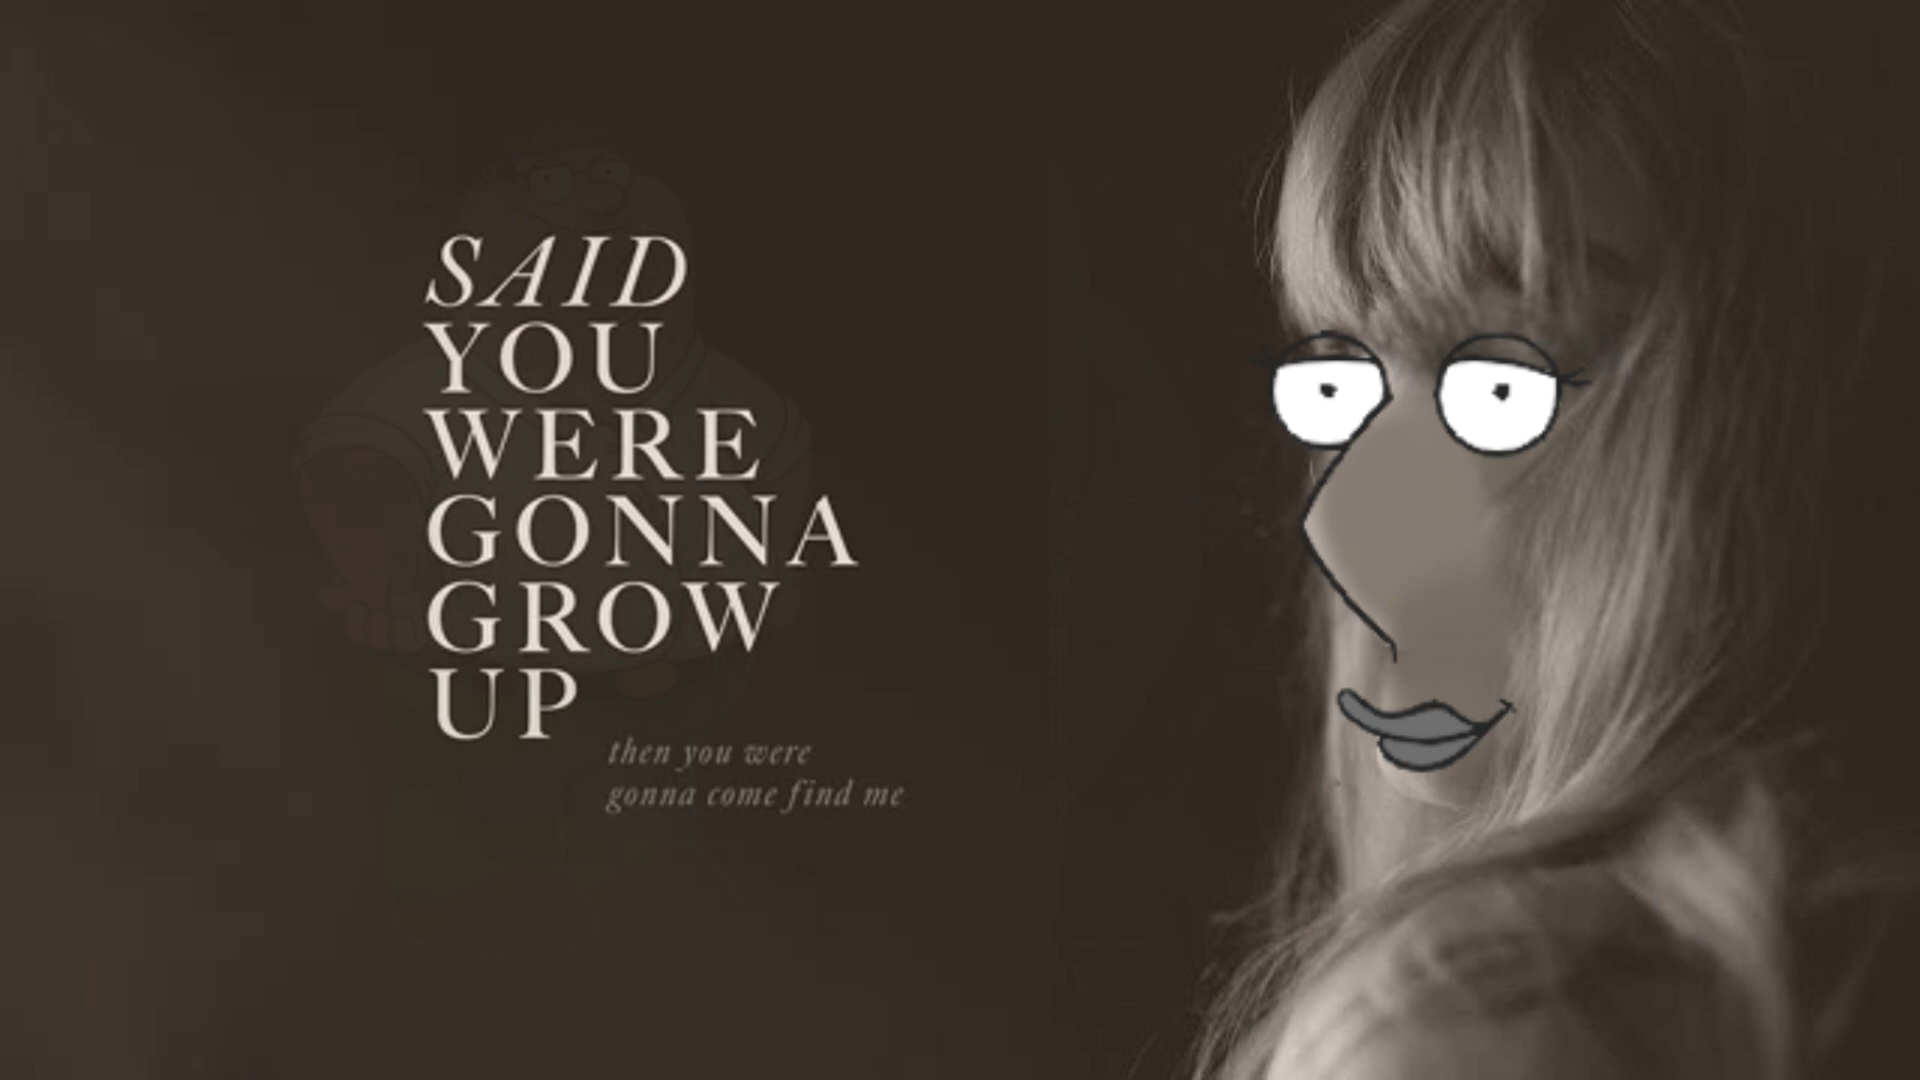 SAID
YOU
WERE
GONNA
GROW
UP
then you were
gonna come find me